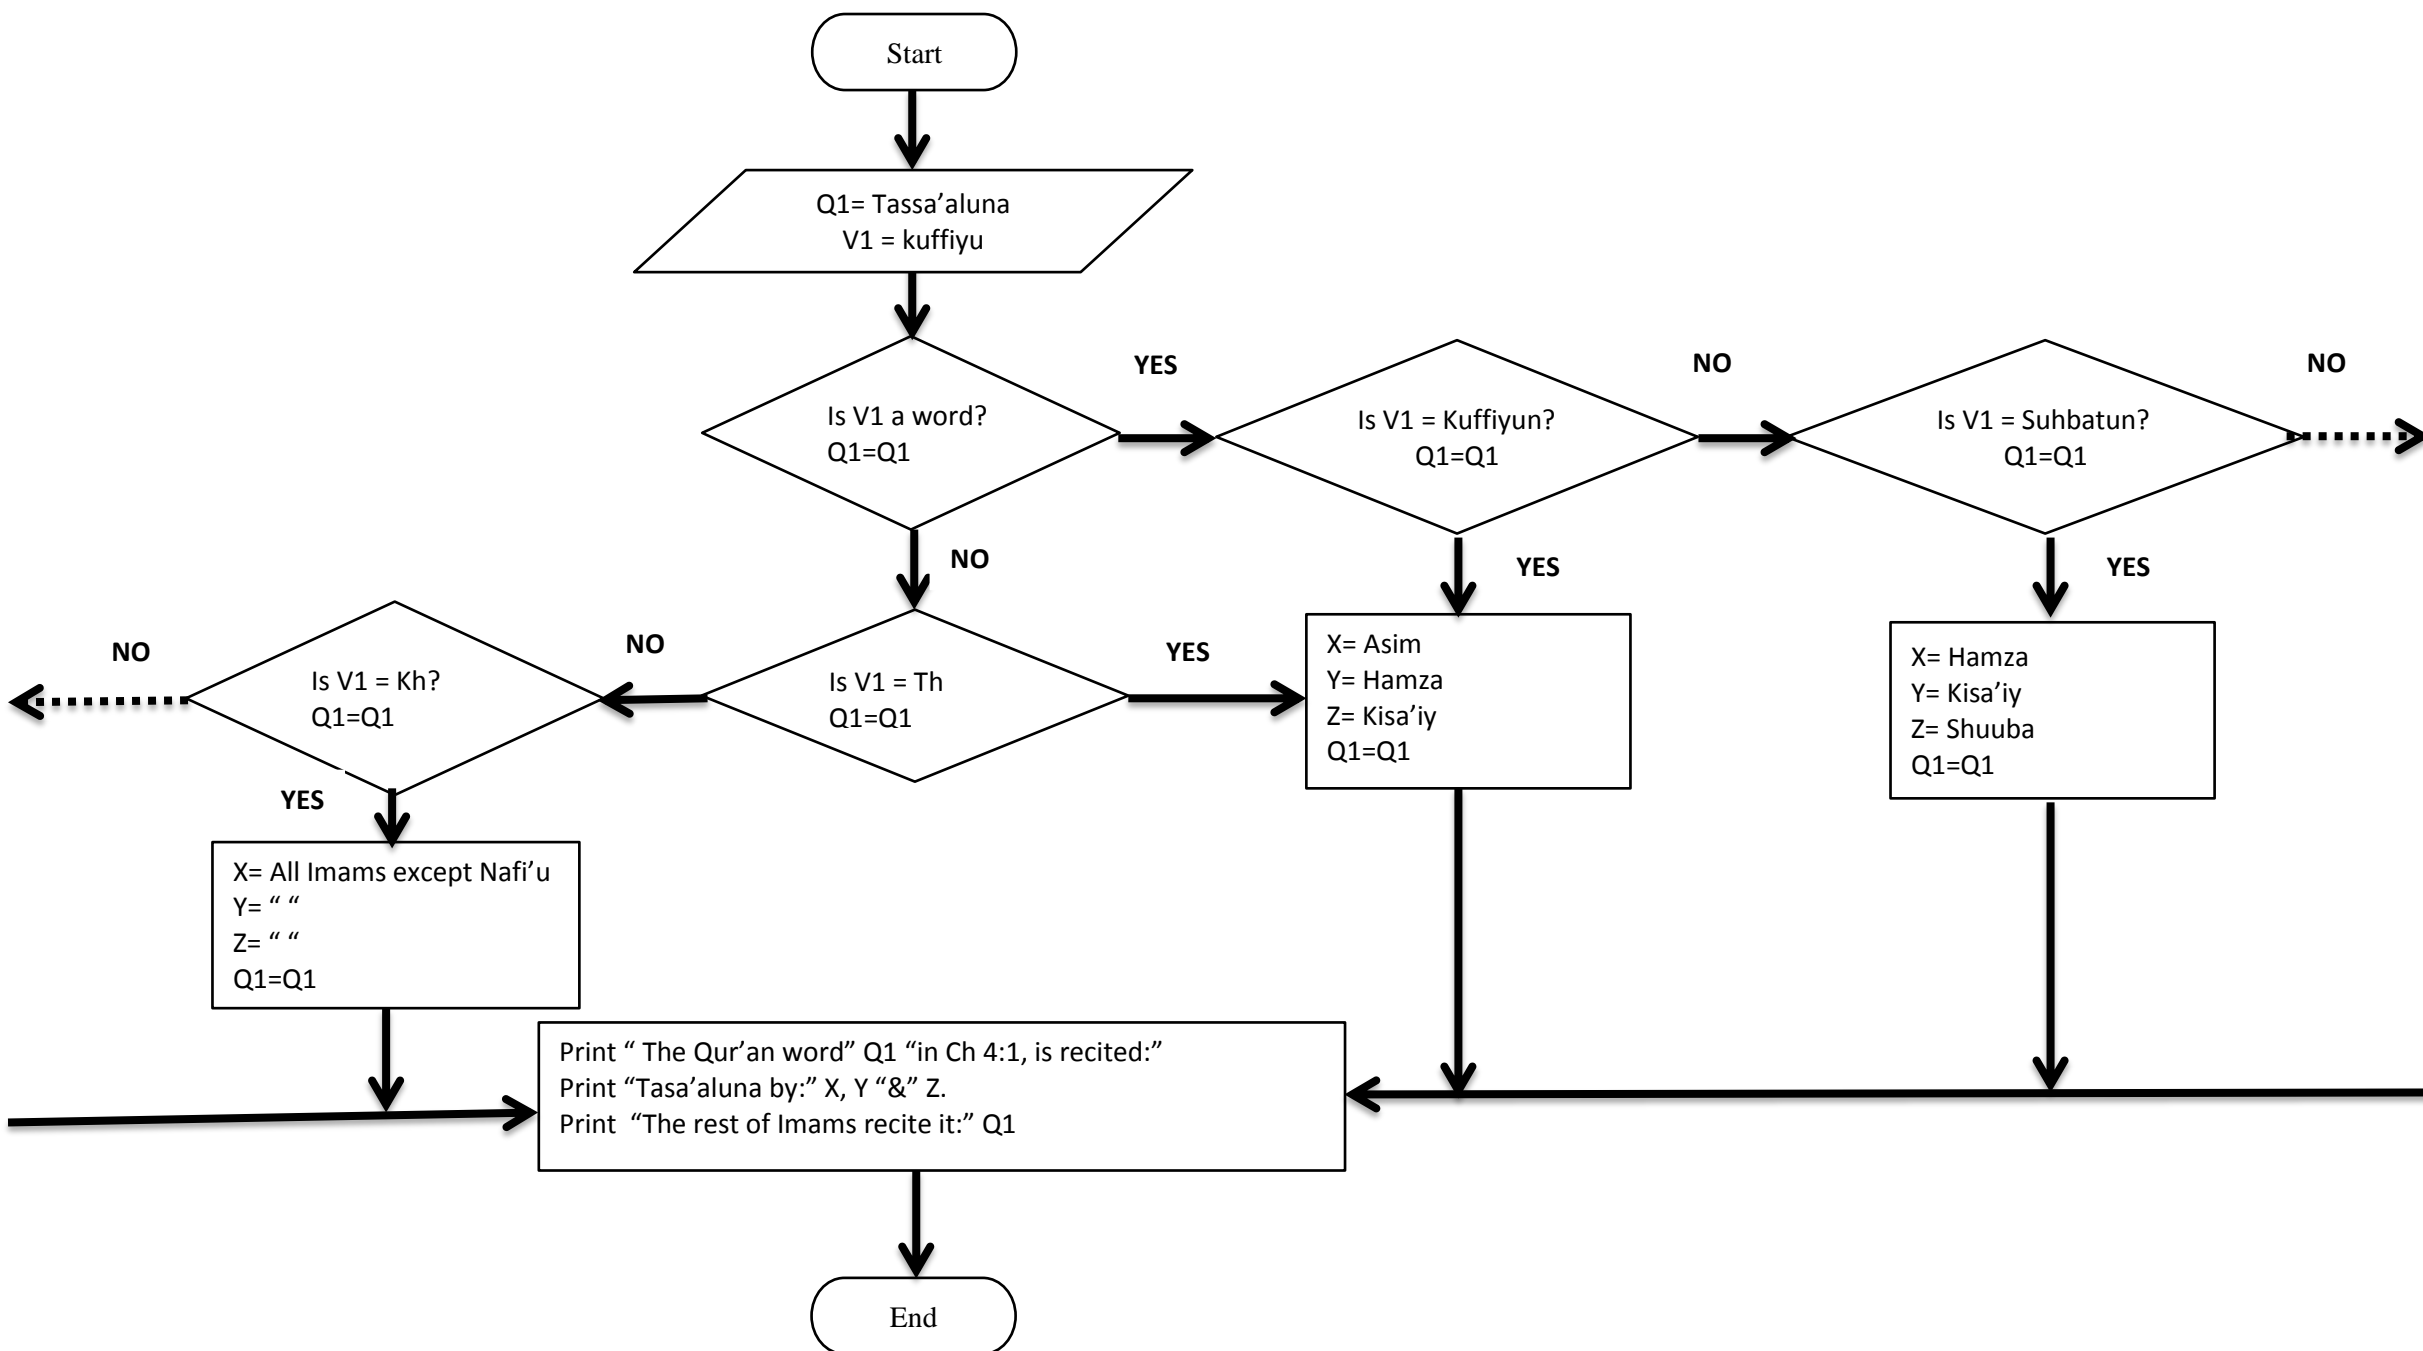 Start
Q1= Tassa’aluna
V1 = kuffiyu
YES
NO
NO
Is V1 a word?
Q1=Q1
Is V1 = Kuffiyun?
Q1=Q1
Is V1 = Suhbatun?
Q1=Q1
NO
YES
YES
NO
NO
YES
Is V1 = Kh?
Q1=Q1
Is V1 = Th
Q1=Q1
X= Asim
Y= Hamza
Z= Kisa’iy
Q1=Q1
X= Hamza
Y= Kisa’iy
Z= Shuuba
Q1=Q1
YES
X= All Imams except Nafi’u
Y= “ “
Z= “ “
Q1=Q1
Print “ The Qur’an word” Q1 “in Ch 4:1, is recited:”
Print “Tasa’aluna by:” X, Y “&” Z.
Print  “The rest of Imams recite it:” Q1
End